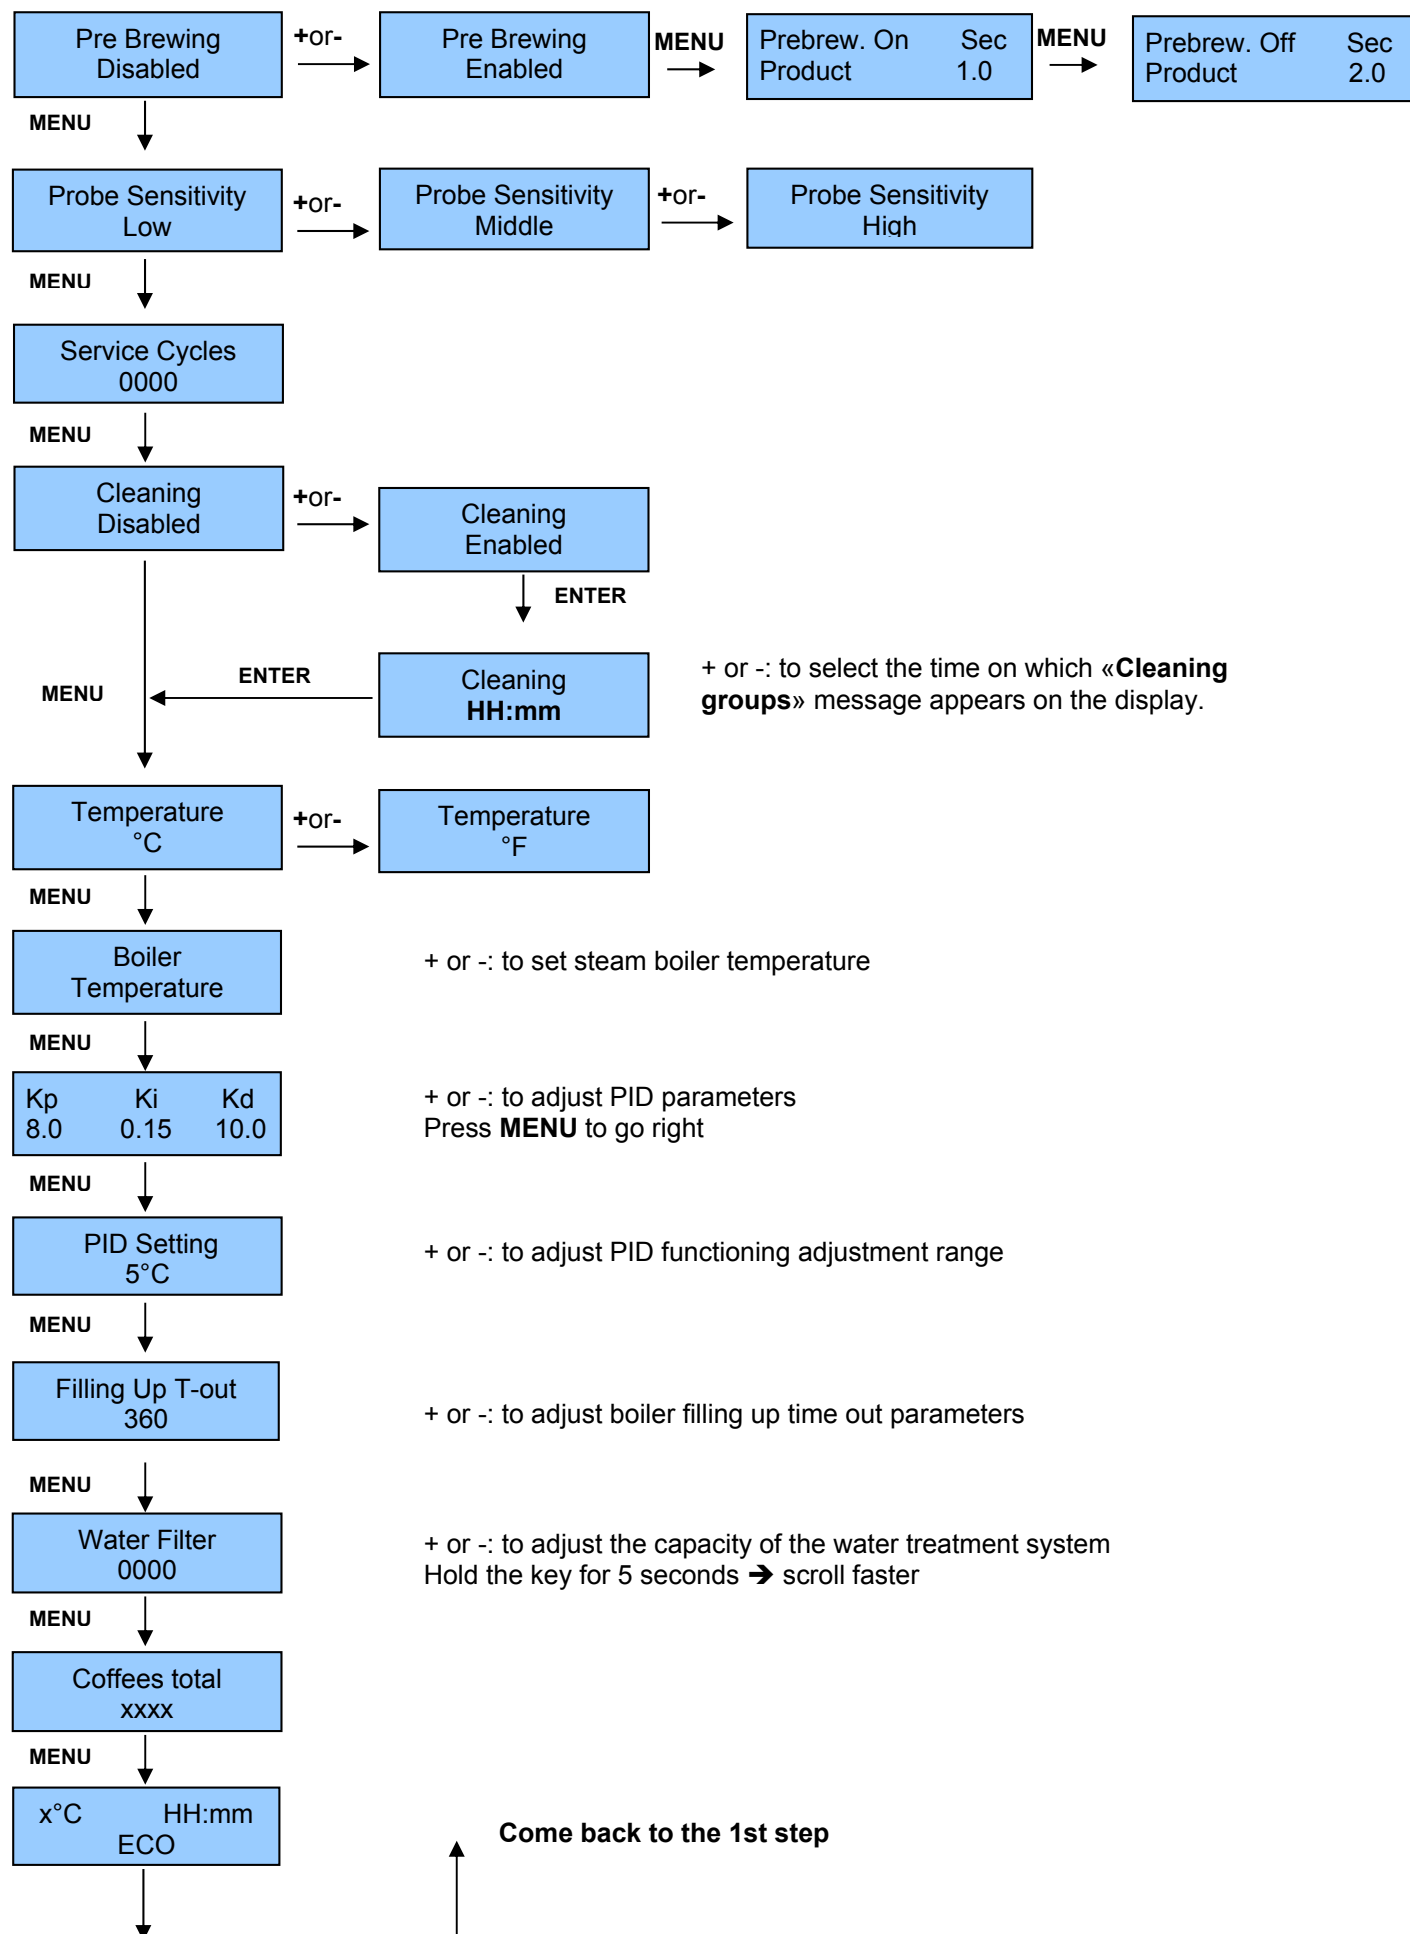 Pre Brewing
Disabled
+or-
Pre Brewing
Enabled
MENU
Prebrew. On Sec
Product 1.0
MENU
Prebrew. Off Sec
Product 2.0
MENU
Probe Sensitivity
Low
+or-
Probe Sensitivity
Middle
+or-
Probe Sensitivity
High
MENU
Service Cycles
0000
MENU
Cleaning
Disabled
+or-
Cleaning
Enabled
ENTER
MENU
ENTER
Cleaning
HH:mm
+ or -: to select the time on which «Cleaning
groups» message appears on the display.
Temperature
°C
+or-
Temperature
°F
MENU
Boiler
Temperature
+ or -: to set steam boiler temperature
MENU
Kp Ki Kd
8.0 0.15 10.0
+ or -: to adjust PID parameters
Press MENU to go right
MENU
PID Setting
5°C
+ or -: to adjust PID functioning adjustment range
MENU
Filling Up T-out
360
+ or -: to adjust boiler filling up time out parameters
MENU
Water Filter
0000
+ or -: to adjust the capacity of the water treatment system
Hold the key for 5 seconds → scroll faster
MENU
Coffees total
xxxx
MENU
x°C HH:mm
ECO
Come back to the 1st step